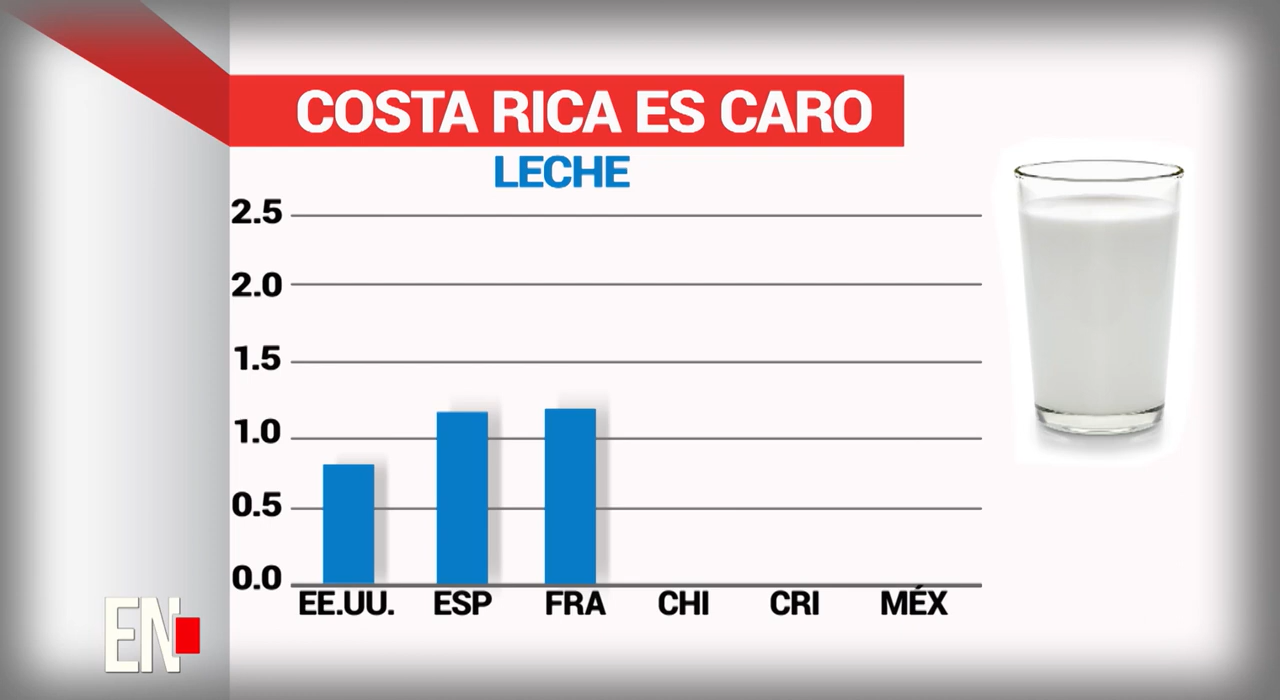 COSTA RICA ES CARO
LECHE
2.5
2.0
1.5
1.0
0.5
0.0
EE.UU. ESP FRA CHI CRI MÉX
EN